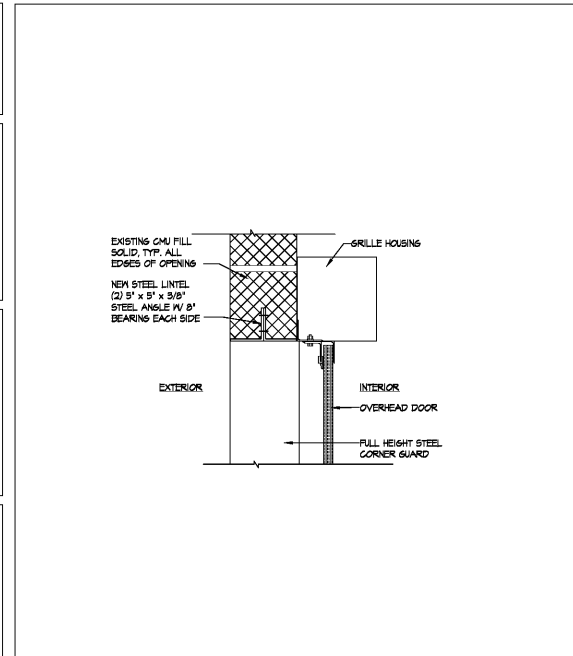 EXISTING CMU FILL
SOLID, TYP. ALL
EDGES OF OPENING
NEW STEEL LINTEL
(2) 5" x 5" x 3/8"
STEEL ANGLE W/ 8"
BEARING EACH SIDE
GRILLE HOUSING
EXTERIOR
INTERIOR
OVERHEAD DOOR
FULL HEIGHT STEEL
CORNER GUARD